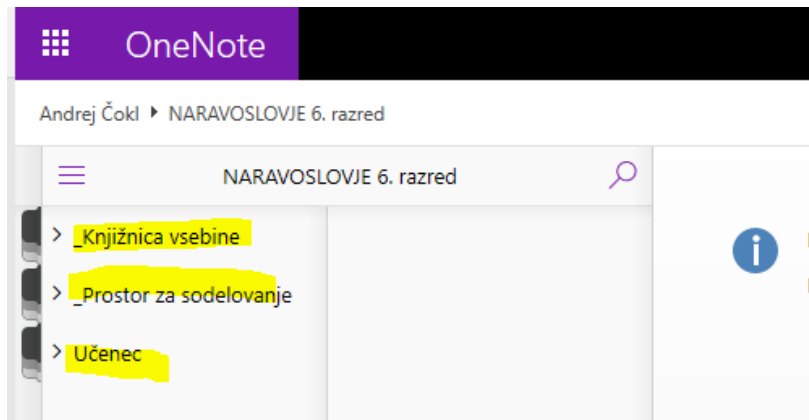 OneNote
Andrej Čokl NARAVOSLOVJE 6. razred
NARAVOSLOVJE 6. razred
_Knjižnica vsebine
_Prostor za sodelovanje
Učenec